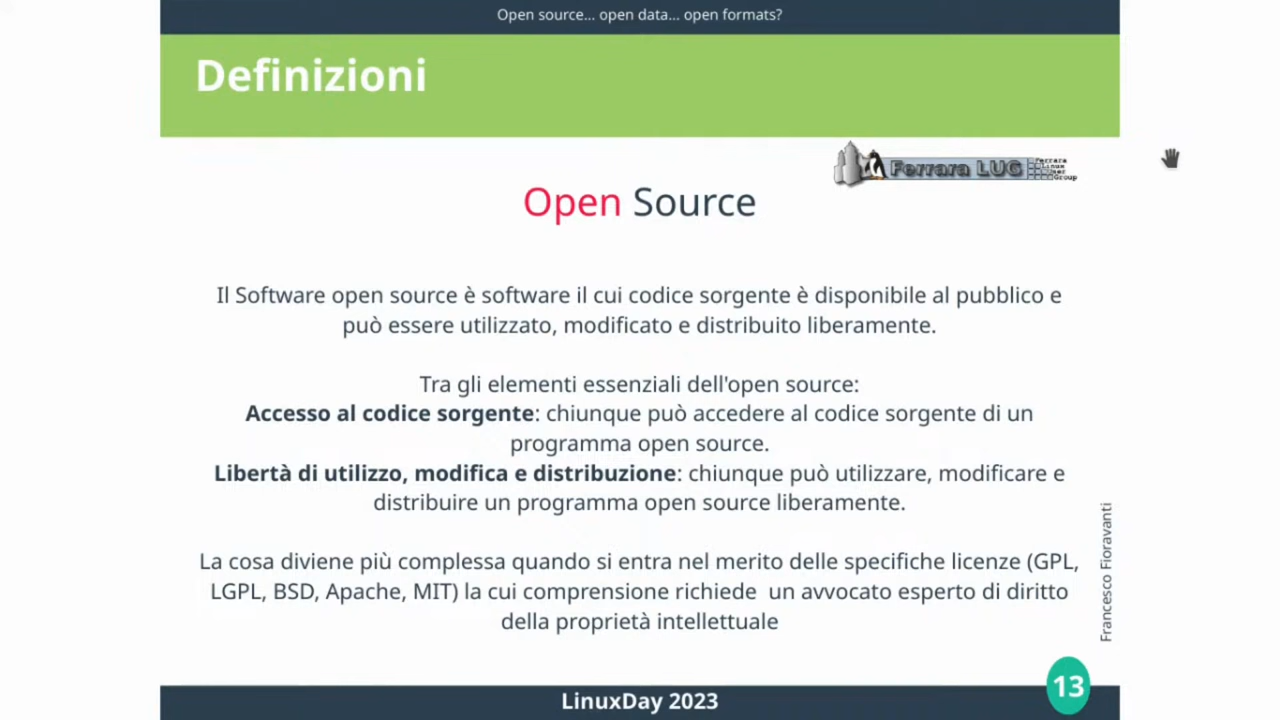 Open source... open data... open formats?
Definizioni
Ferrara LUG
Ferrara
Linux
User
Group
Open Source
Il Software open source è software il cui codice sorgente è disponibile al pubblico e
può essere utilizzato, modificato e distribuito liberamente.
Tra gli elementi essenziali dell'open source:
Accesso al codice sorgente: chiunque può accedere al codice sorgente di un
programma open source.
Libertà di utilizzo, modifica e distribuzione: chiunque può utilizzare, modificare e
distribuire un programma open source liberamente.
La cosa diviene più complessa quando si entra nel merito delle specifiche licenze (GPL,
LGPL, BSD, Apache, MIT) la cui comprensione richiede  un avvocato esperto di diritto
della proprietà intellettuale
Francesco Fioravanti
13
LinuxDay 2023